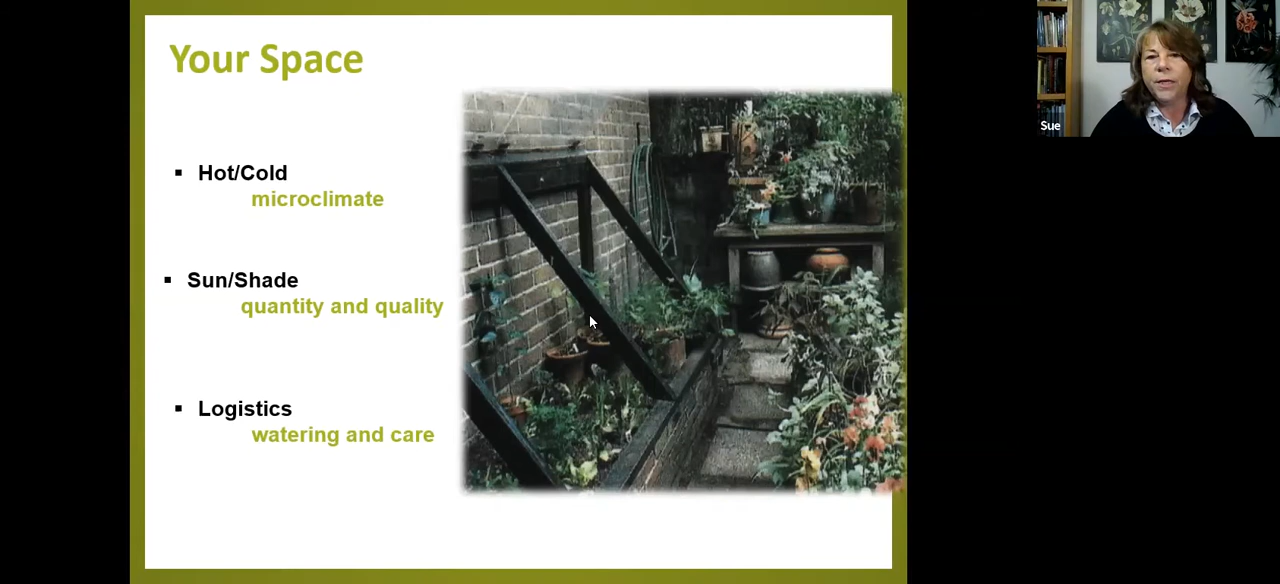 Your Space
▪ Hot/Cold
microclimate
▪ Sun/Shade
quantity and quality
▪ Logistics
watering and care
Sue